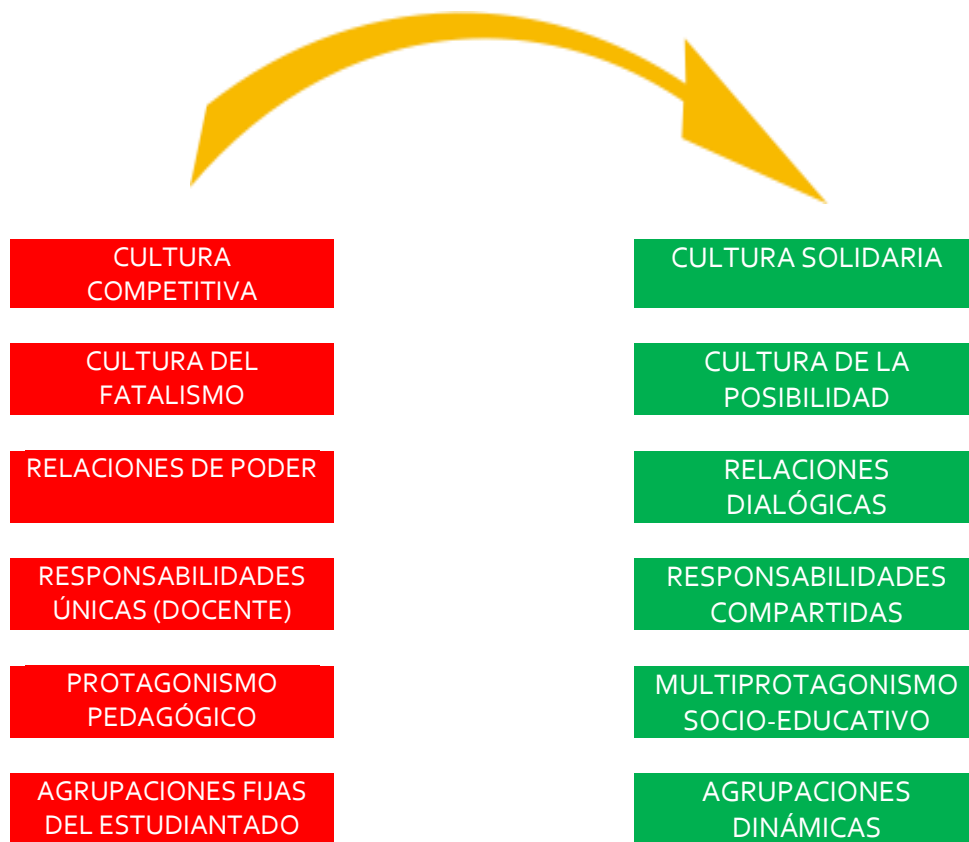 CULTURA
COMPETITIVA
CULTURA SOLIDARIA
CULTURA DEL
FATALISMO
CULTURA DE LA
POSIBILIDAD
RELACIONES DE PODER
RELACIONES
DIALÓGICAS
RESPONSABILIDADES
ÚNICAS (DOCENTE)
RESPONSABILIDADES
COMPARTIDAS
PROTAGONISMO
PEDAGÓGICO
MULTIPROTAGONISMO
SOCIO-EDUCATIVO
AGRUPACIONES FIJAS
DEL ESTUDIANTADO
AGRUPACIONES
DINÁMICAS